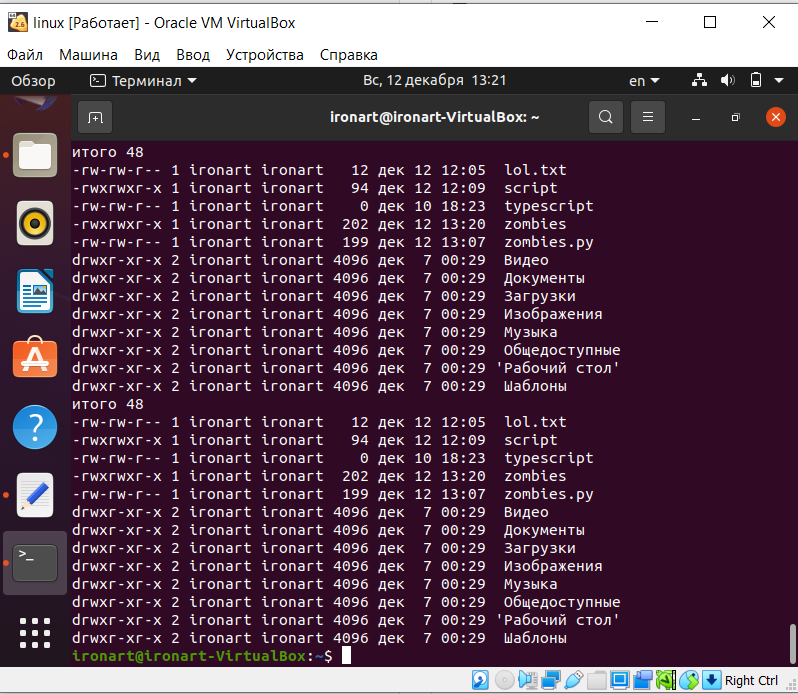 linux [Работает] - Oracle VM VirtualBox
Файл Машина Вид Ввод Устройства Справка
Обзор Терминал Вс, 12 декабря 13:21 en
ironart@ironart-VirtualBox: ~
итого 48
-rw-rw-r-- 1 ironart ironart   12 дек 12 12:05  lol.txt
-rwxrwxr-x 1 ironart ironart   94 дек 12 12:09  script
-rw-rw-r-- 1 ironart ironart    0 дек 10 18:23  typescript
-rwxrwxr-x 1 ironart ironart  202 дек 12 13:20  zombies
-rw-rw-r-- 1 ironart ironart  199 дек 12 13:07  zombies.py
drwxr-xr-x 2 ironart ironart 4096 дек  7 00:29  Видео
drwxr-xr-x 2 ironart ironart 4096 дек  7 00:29  Документы
drwxr-xr-x 2 ironart ironart 4096 дек  7 00:29  Загрузки
drwxr-xr-x 2 ironart ironart 4096 дек  7 00:29  Изображения
drwxr-xr-x 2 ironart ironart 4096 дек  7 00:29  Музыка
drwxr-xr-x 2 ironart ironart 4096 дек  7 00:29  Общедоступные
drwxr-xr-x 2 ironart ironart 4096 дек  7 00:29 'Рабочий стол'
drwxr-xr-x 2 ironart ironart 4096 дек  7 00:29  Шаблоны
итого 48
-rw-rw-r-- 1 ironart ironart   12 дек 12 12:05  lol.txt
-rwxrwxr-x 1 ironart ironart   94 дек 12 12:09  script
-rw-rw-r-- 1 ironart ironart    0 дек 10 18:23  typescript
-rwxrwxr-x 1 ironart ironart  202 дек 12 13:20  zombies
-rw-rw-r-- 1 ironart ironart  199 дек 12 13:07  zombies.py
drwxr-xr-x 2 ironart ironart 4096 дек  7 00:29  Видео
drwxr-xr-x 2 ironart ironart 4096 дек  7 00:29  Документы
drwxr-xr-x 2 ironart ironart 4096 дек  7 00:29  Загрузки
drwxr-xr-x 2 ironart ironart 4096 дек  7 00:29  Изображения
drwxr-xr-x 2 ironart ironart 4096 дек  7 00:29  Музыка
drwxr-xr-x 2 ironart ironart 4096 дек  7 00:29  Общедоступные
drwxr-xr-x 2 ironart ironart 4096 дек  7 00:29 'Рабочий стол'
drwxr-xr-x 2 ironart ironart 4096 дек  7 00:29  Шаблоны
ironart@ironart-VirtualBox:~$
Right Ctrl